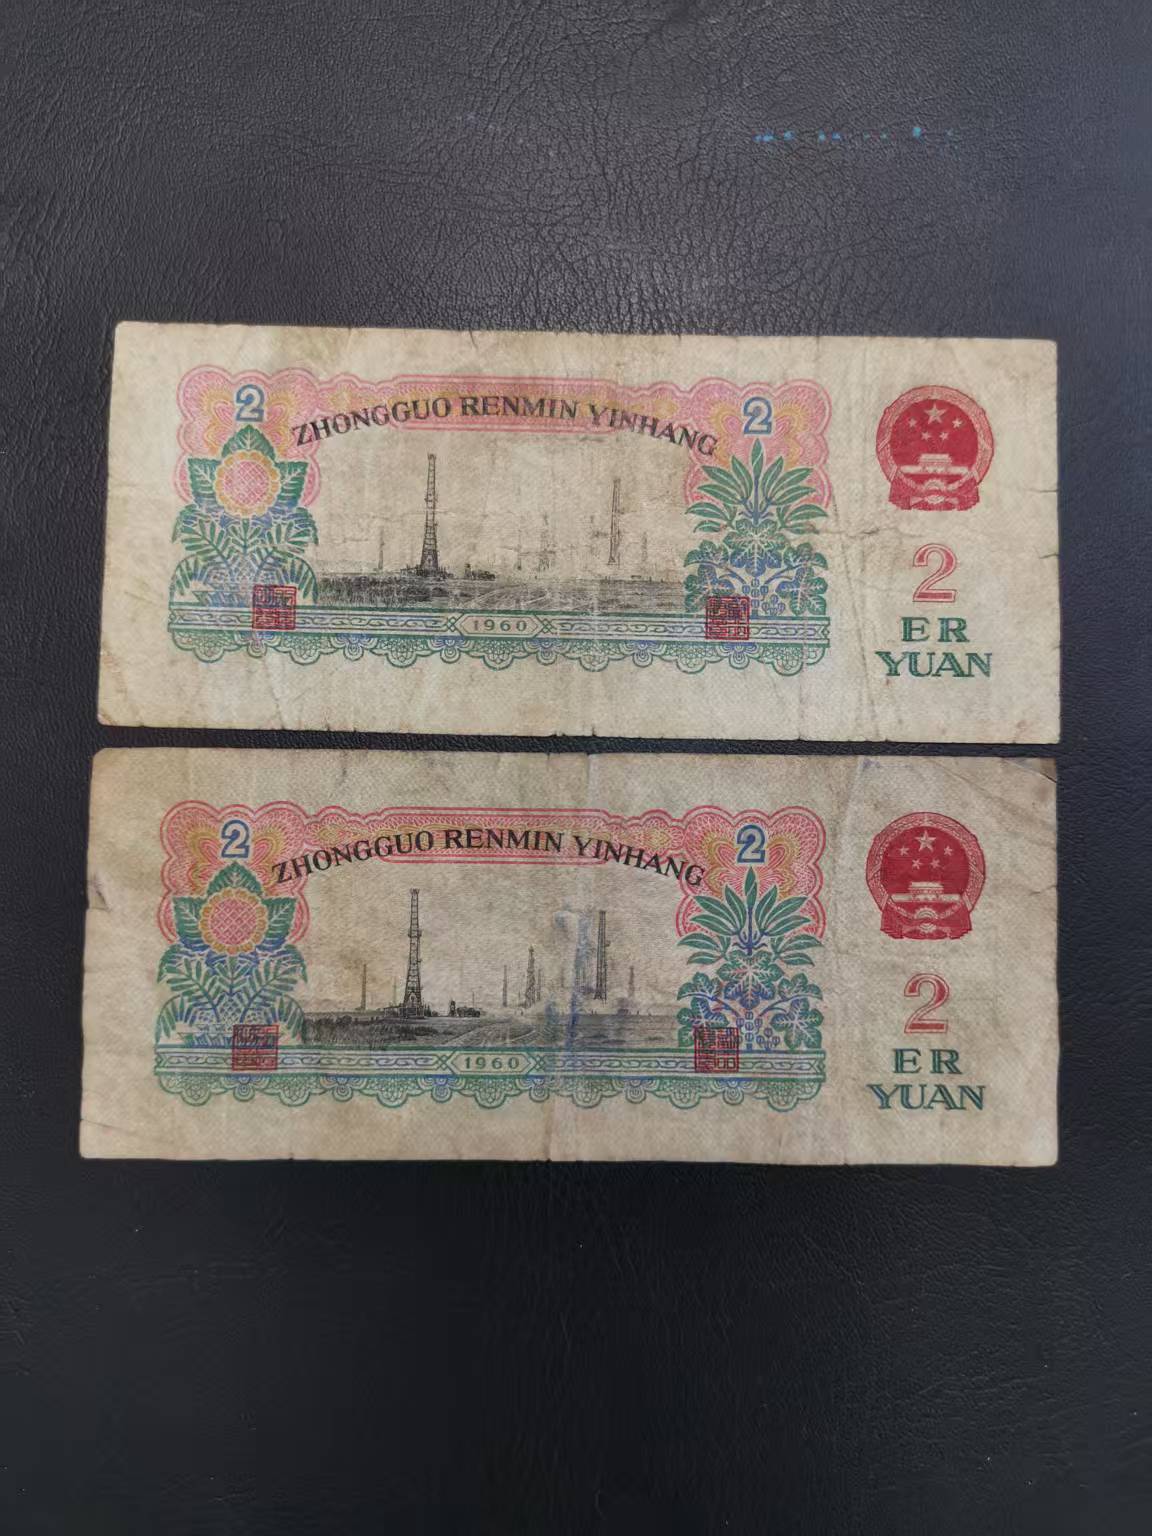 2 ZHONGGUO RENMIN YINHANG 2
1960
2
ER
YUAN
2 ZHONGGUO RENMIN YINHANG 2
1960
2
ER
YUAN